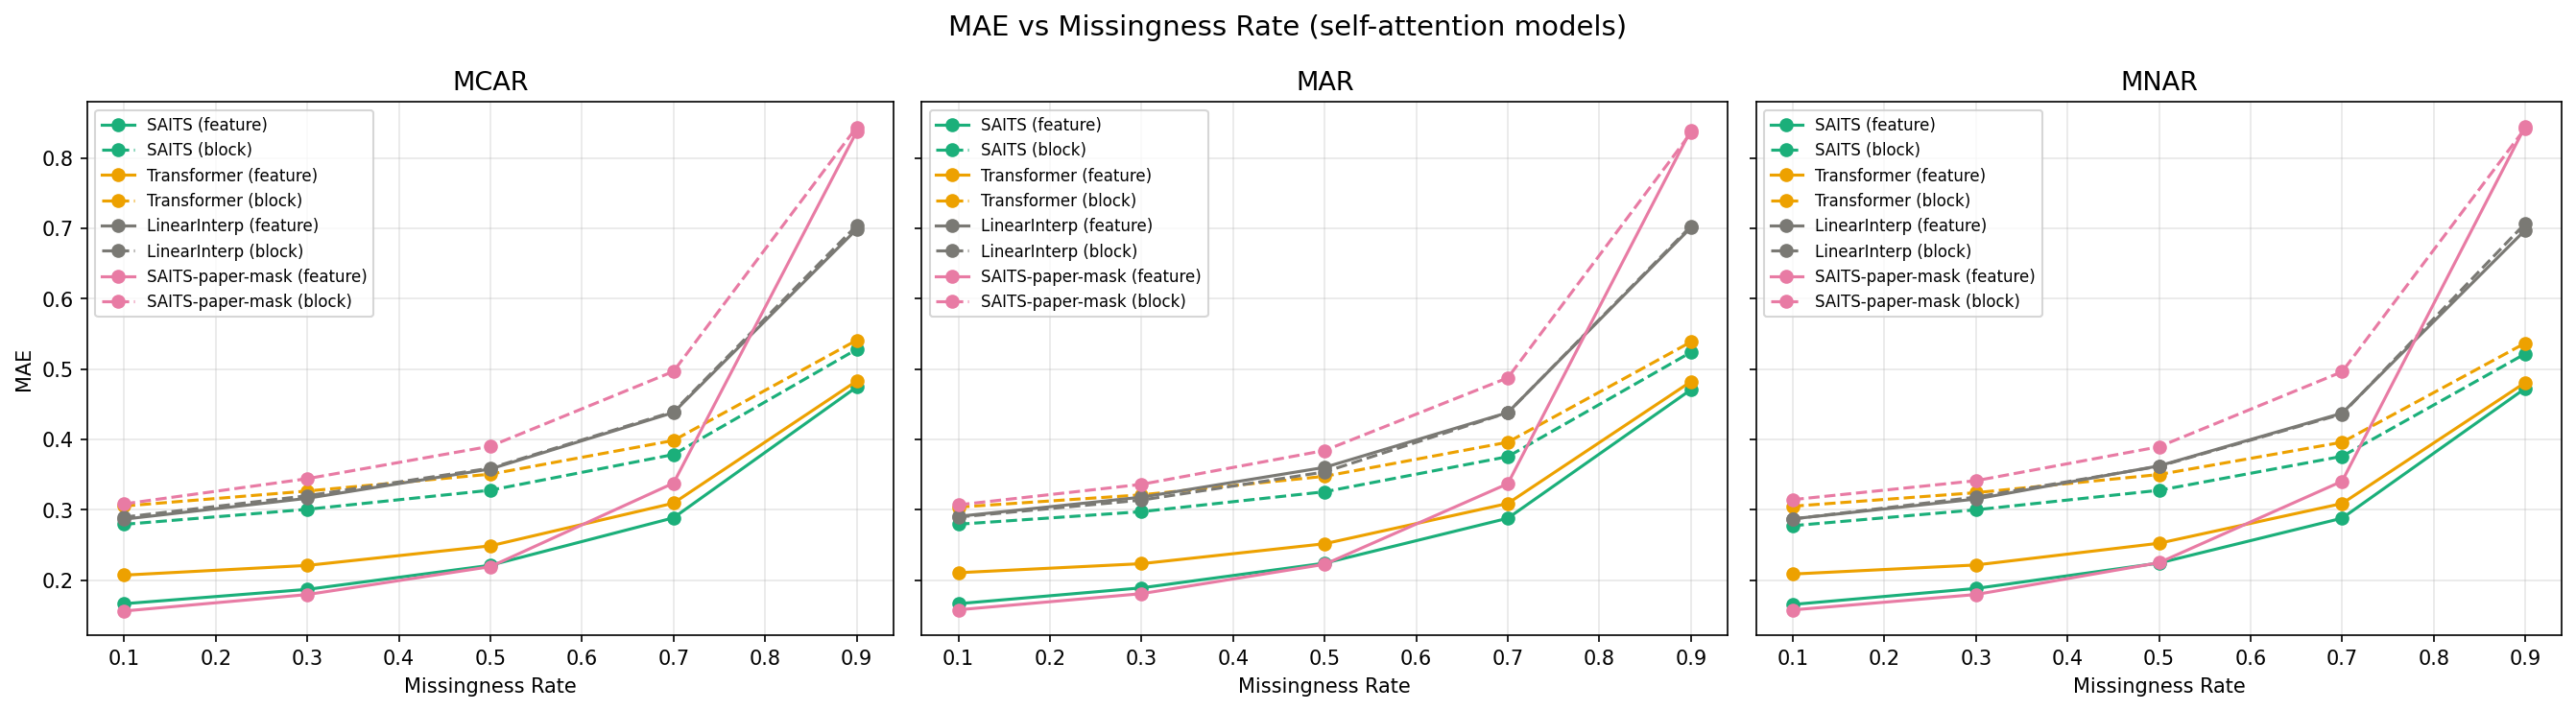 MAE vs Missingness Rate (self-attention models)
MCAR
MAE
0.8
0.7
0.6
0.5
0.4
0.3
0.2
SAITS (feature)
SAITS (block)
Transformer (feature)
Transformer (block)
LinearInterp (feature)
LinearInterp (block)
SAITS-paper-mask (feature)
SAITS-paper-mask (block)
0.1 0.2 0.3 0.4 0.5 0.6 0.7 0.8 0.9
Missingness Rate
MAR
SAITS (feature)
SAITS (block)
Transformer (feature)
Transformer (block)
LinearInterp (feature)
LinearInterp (block)
SAITS-paper-mask (feature)
SAITS-paper-mask (block)
0.1 0.2 0.3 0.4 0.5 0.6 0.7 0.8 0.9
Missingness Rate
MNAR
SAITS (feature)
SAITS (block)
Transformer (feature)
Transformer (block)
LinearInterp (feature)
LinearInterp (block)
SAITS-paper-mask (feature)
SAITS-paper-mask (block)
0.1 0.2 0.3 0.4 0.5 0.6 0.7 0.8 0.9
Missingness Rate